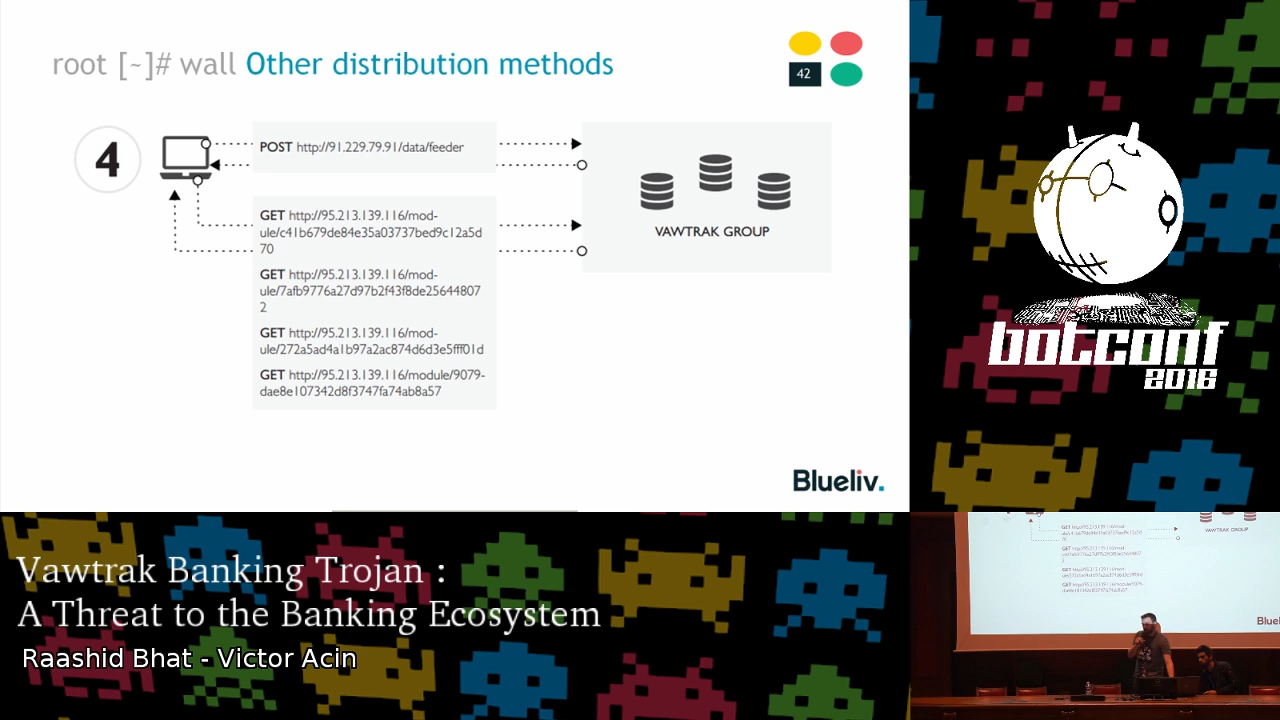 root [~]# wall Other distribution methods
42
4
POST http://91.229.79.91/data/feeder
GET http://95.213.139.116/mod-
ule/c41b679de84e35a03737bed9c12a5d
70
GET http://95.213.139.116/mod-
ule/7afb9776a27d97b2f43f8de25644807
2
GET http://95.213.139.116/mod-
ule/272a5ad4a1b97a2ac874d6d3e5fff01d
GET http://95.213.139.116/module/9079-
dae8e107342d8f3747fa74ab8a57
VAWTRAK GROUP
Blueliv.
botconf
2016
Vawtrak Banking Trojan :
A Threat to the Banking Ecosystem
Raashid Bhat - Victor Acin
VAWTRAK GROUP